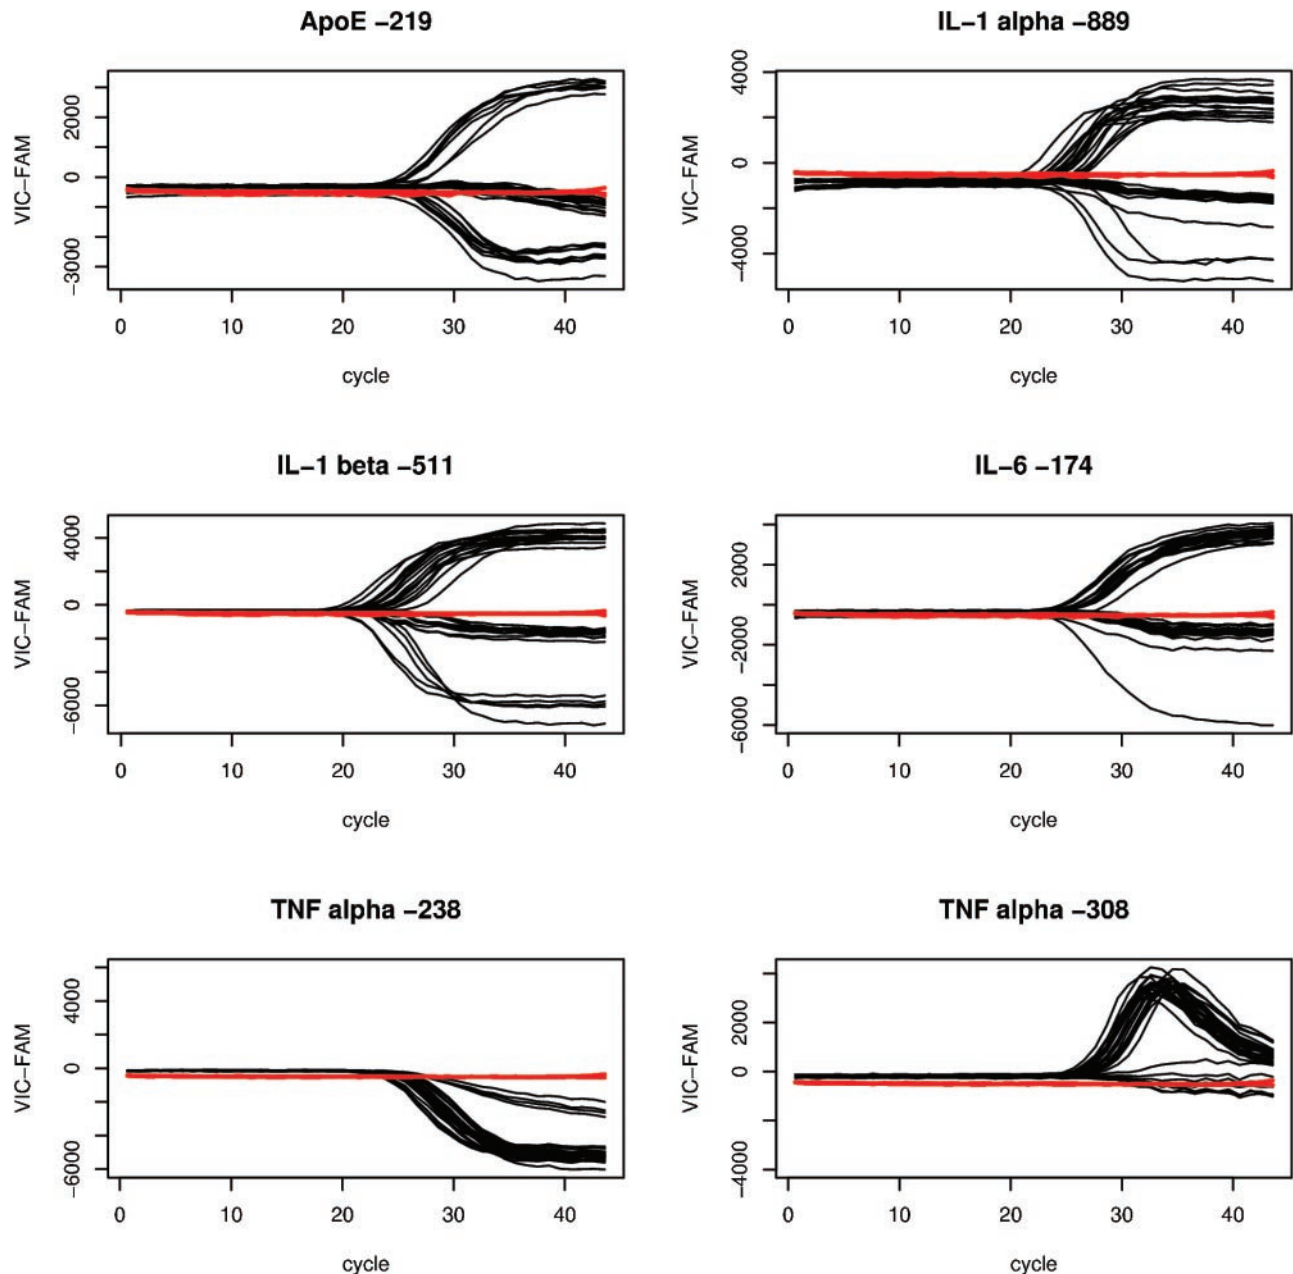 ApoE −219
VIC−FAM
2000
0
−3000
0 10 20 30 40
cycle
IL−1 alpha −889
VIC−FAM
4000
0
−4000
0 10 20 30 40
cycle
IL−1 beta −511
VIC−FAM
4000
0
−6000
0 10 20 30 40
cycle
IL−6 −174
VIC−FAM
2000
−2000
−6000
0 10 20 30 40
cycle
TNF alpha −238
VIC−FAM
4000
0
−6000
0 10 20 30 40
cycle
TNF alpha −308
VIC−FAM
2000
0
−4000
0 10 20 30 40
cycle